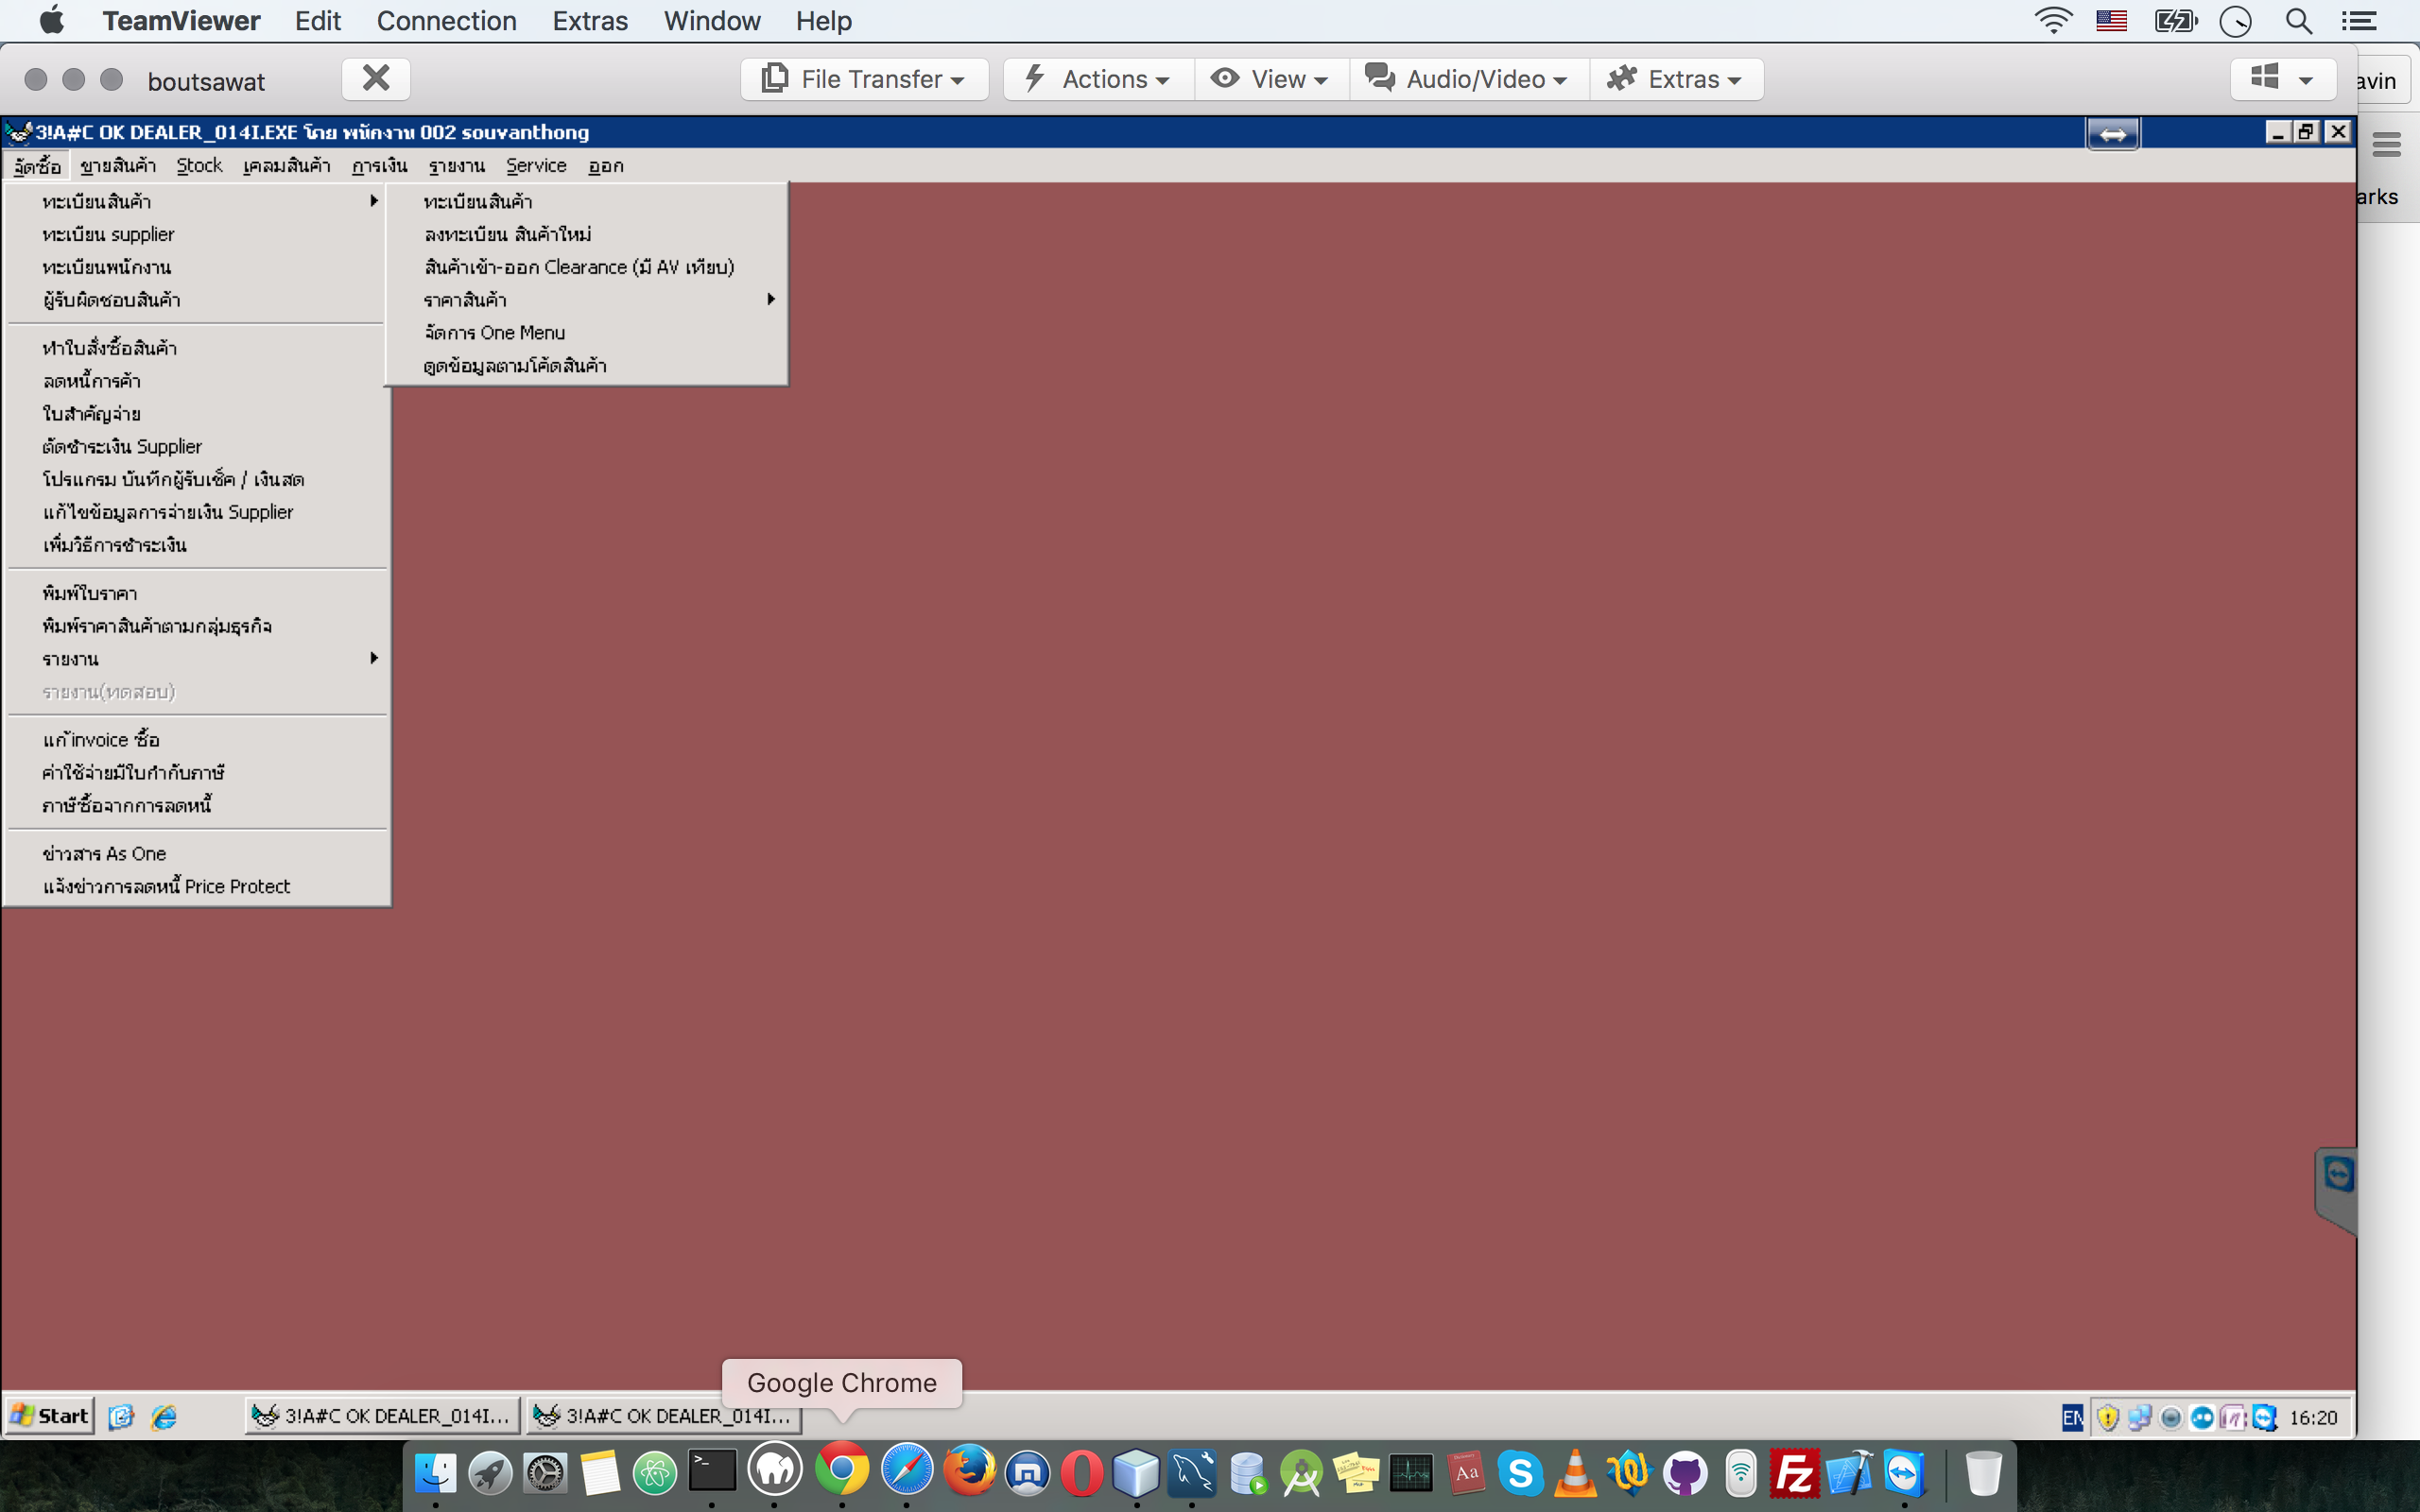 TeamViewer Edit Connection Extras Window Help
boutsawat File Transfer Actions View Audio/Video Extras avin
3!A#C OK DEALER_014I.EXE โดย พนักงาน 002 souvanthong
จัดซื้อ ขายสินค้า Stock เคลมสินค้า การเงิน รายงาน Service ออก
arks
ทะเบียนสินค้า
ทะเบียน supplier
ทะเบียนพนักงาน
ผู้รับผิดชอบสินค้า
ทำใบสั่งซื้อสินค้า
ลดหนี้การค้า
ใบสำคัญจ่าย
ตัดชำระเงิน Supplier
โปรแกรม บันทึกผู้รับเช็ค / เงินสด
แก้ไขข้อมูลการจ่ายเงิน Supplier
เพิ่มวิธีการชำระเงิน
พิมพ์ใบราคา
พิมพ์ราคาสินค้าตามกลุ่มธุรกิจ
รายงาน
รายงาน(ทดสอบ)
แก้ invoice ซื้อ
ค่าใช้จ่ายมีใบกำกับภาษี
ภาษีซื้อจากการลดหนี้
ข่าวสาร As One
แจ้งข่าวการลดหนี้ Price Protect
ทะเบียนสินค้า
ลงทะเบียน สินค้าใหม่
สินค้าเข้า-ออก Clearance (มี AV เทียบ)
ราคาสินค้า
จัดการ One Menu
ดูดข้อมูลตามโค้ดสินค้า
Google Chrome
Start 3!A#C OK DEALER_014I... 3!A#C OK DEALER_014I... EN 16:20